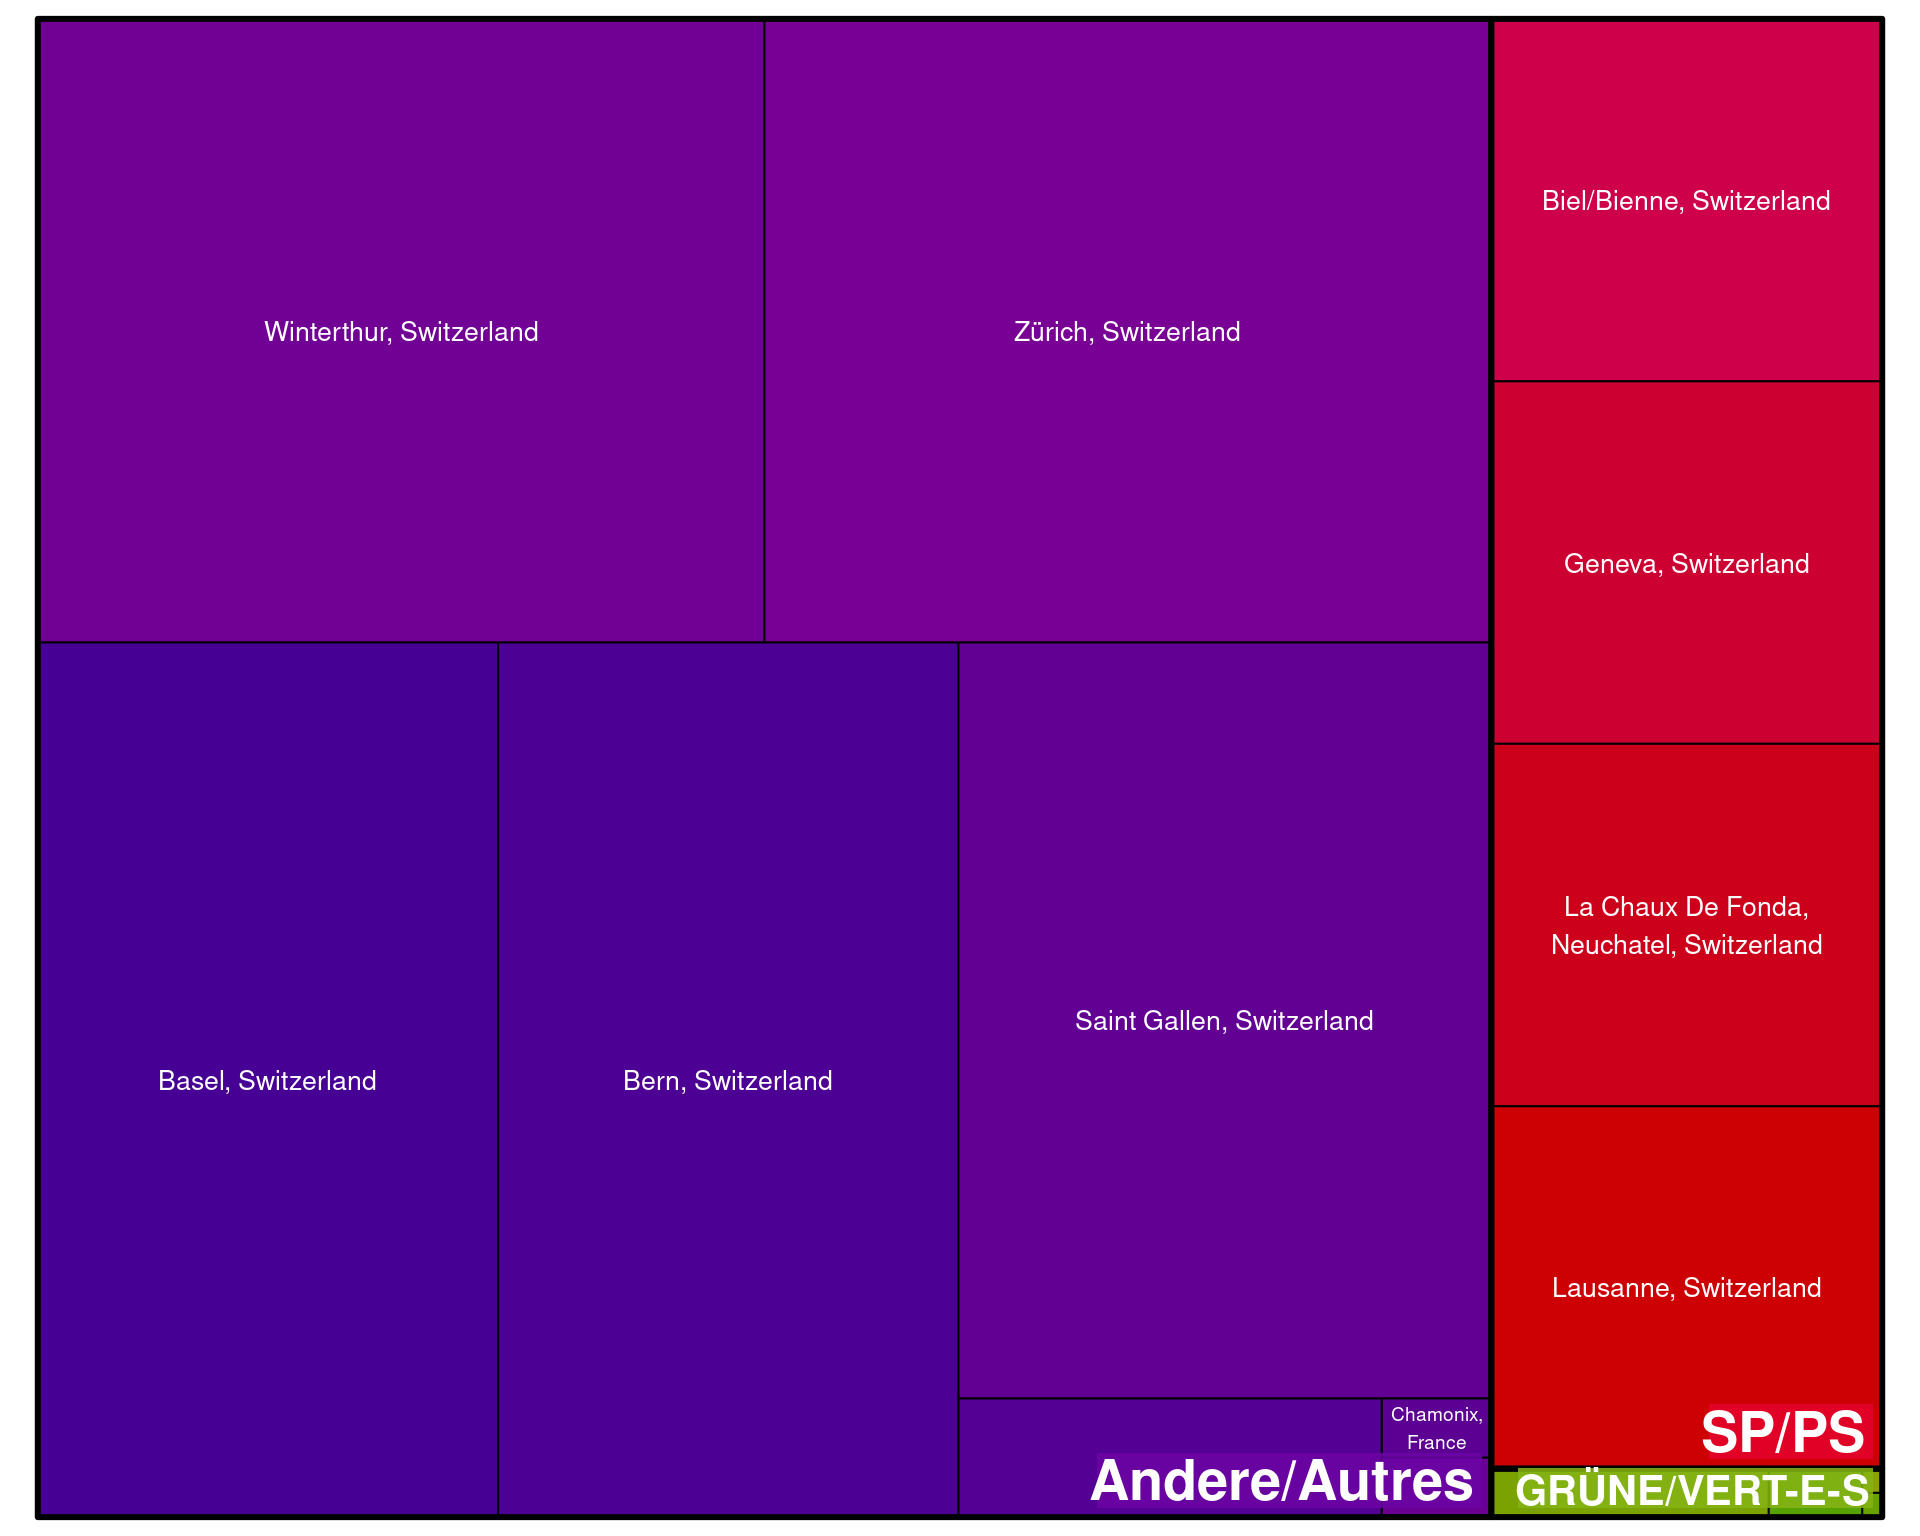 Winterthur, Switzerland
Zürich, Switzerland
Biel/Bienne, Switzerland
Geneva, Switzerland
La Chaux De Fonda,
Neuchatel, Switzerland
Saint Gallen, Switzerland
Basel, Switzerland
Bern, Switzerland
Lausanne, Switzerland
Chamonix,
France
SP/PS
Andere/Autres
GRÜNE/VERT-E-S